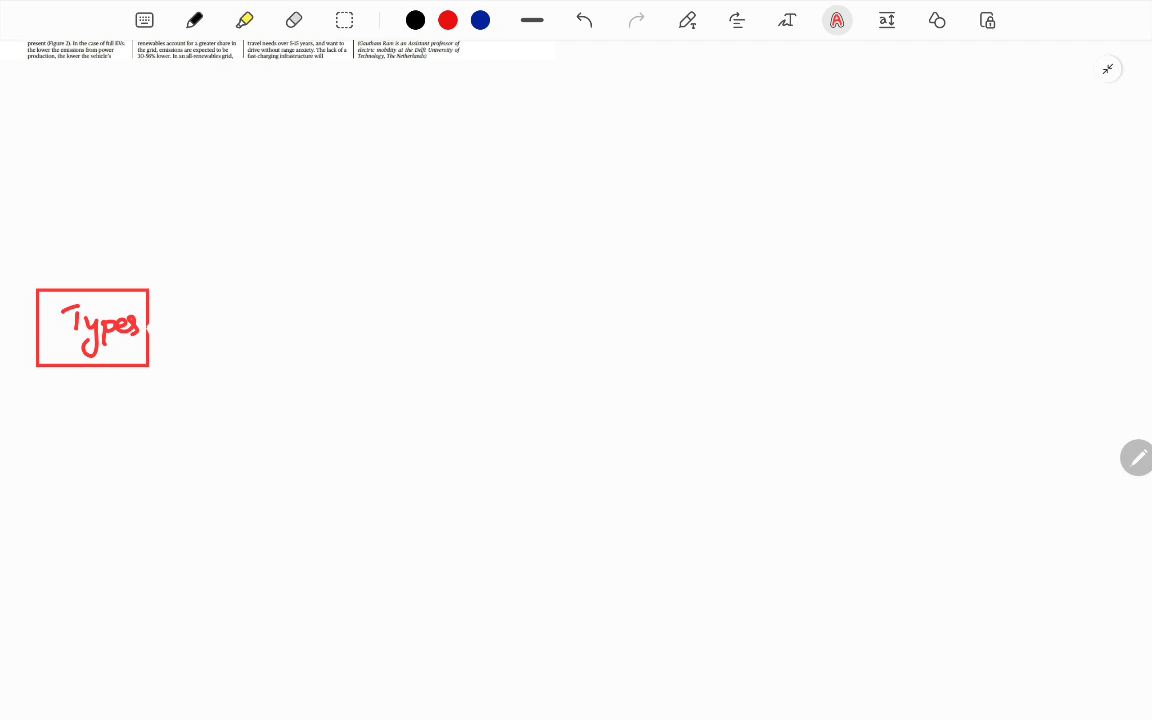 present (Figure 2). In the case of full EVs,
the lower the emissions from power
production, the lower the vehicle's
renewables account for a greater share in
the grid, emissions are expected to be
30-56% lower. In an all-renewables grid,
travel needs over 5-15 years, and want to
drive without range anxiety. The lack of a
fast-charging infrastructure will
(Gautham Ram is an Assistant professor of
electric mobility at the Delft University of
Technology, The Netherlands)
Types